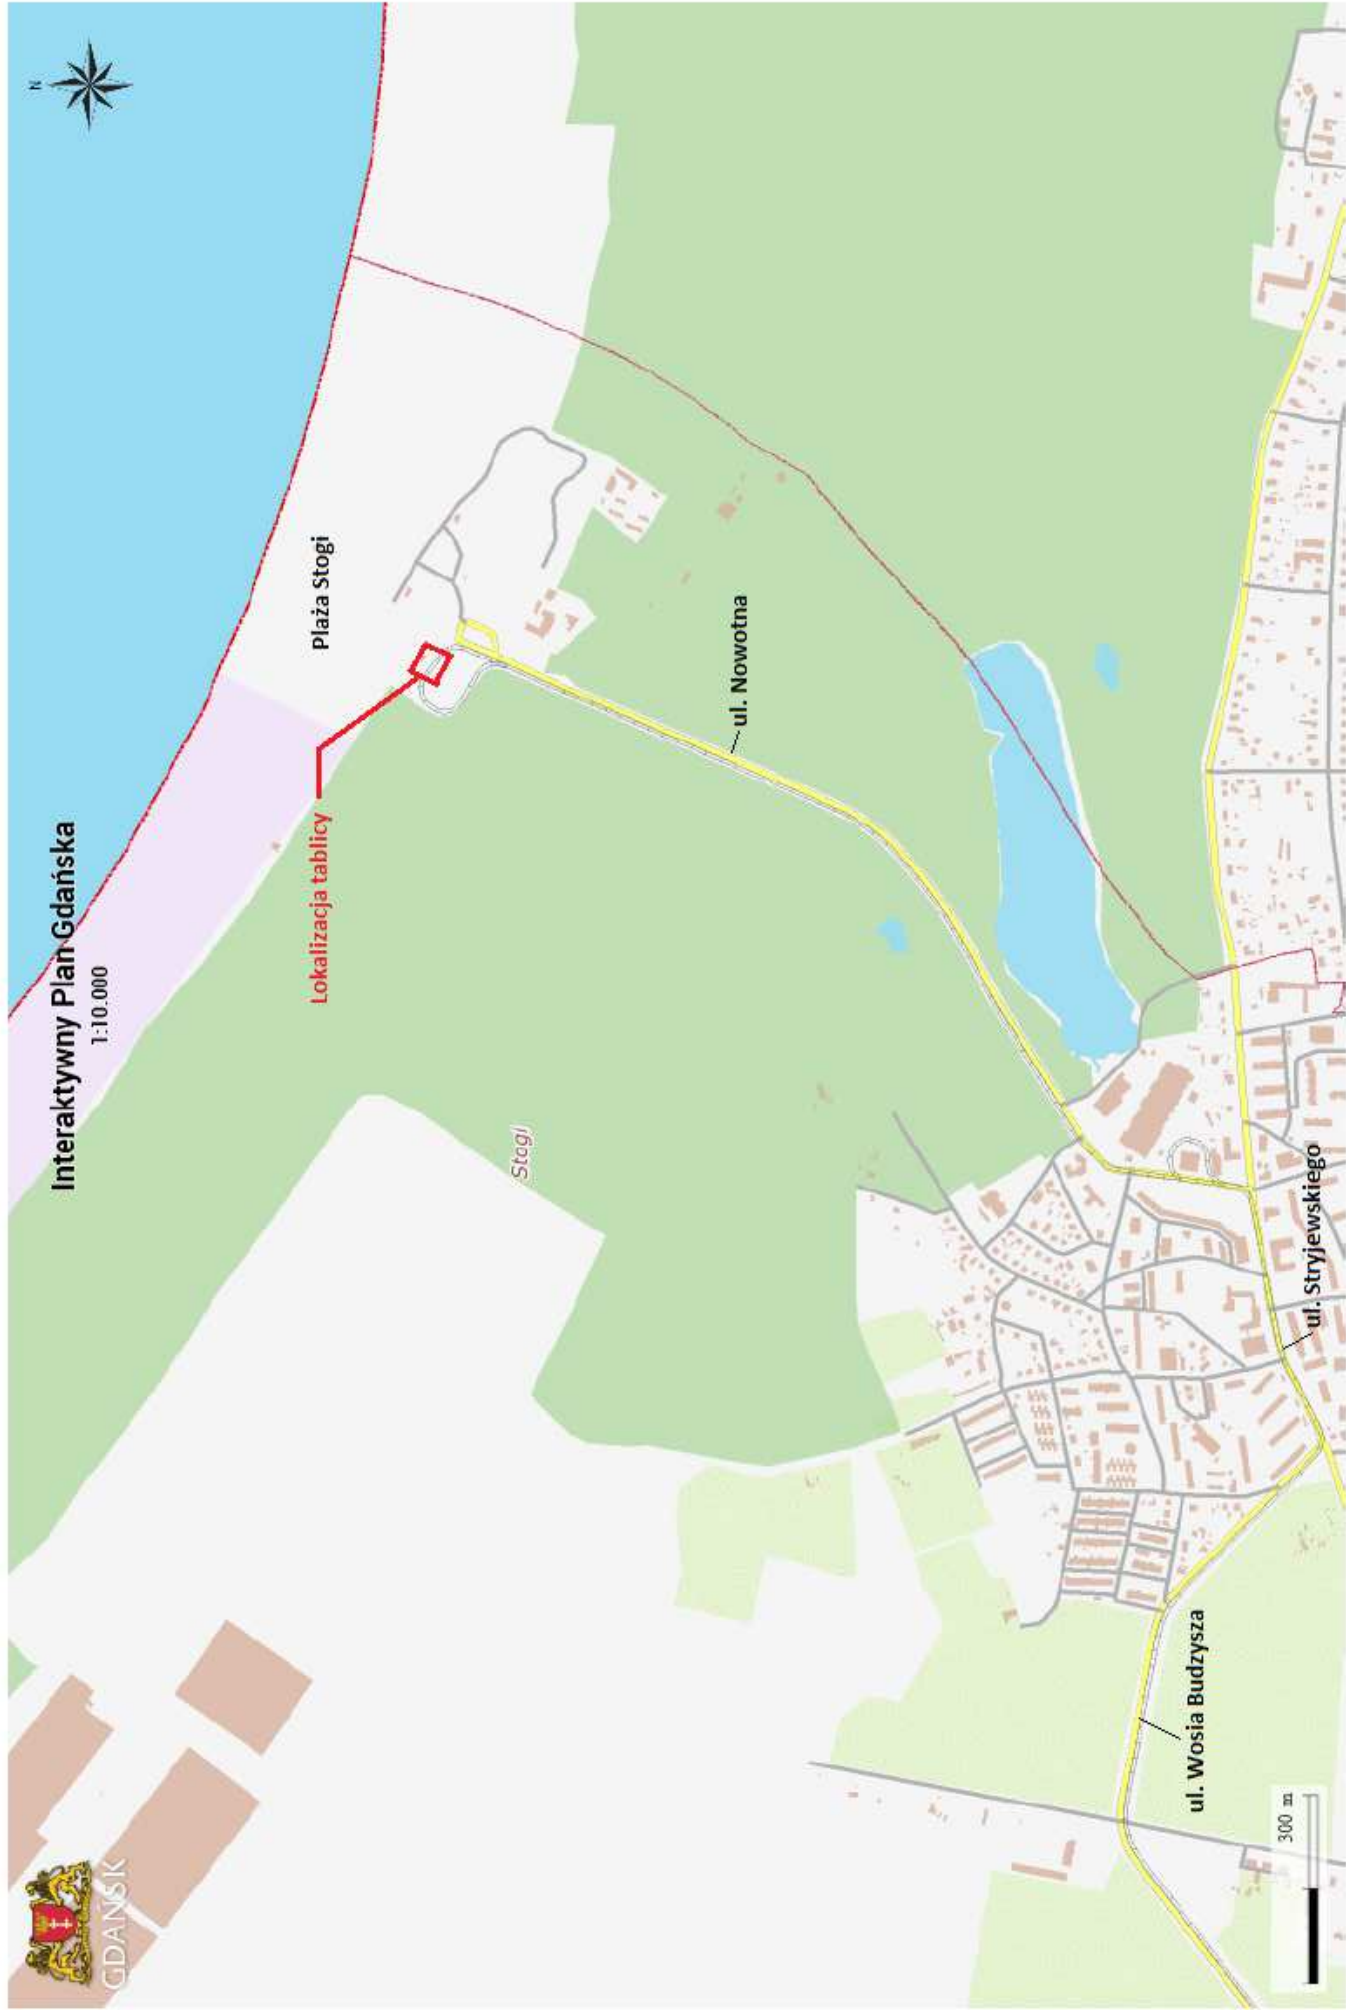 Interaktywny Plan Gdańska
1:10.000
N
Plaża Stogi
Lokalizacja tablicy
Stogi
ul. Nowotna
ul. Stryjewskiego
ul. Wosia Budzysza
300 m
GDAŃSK